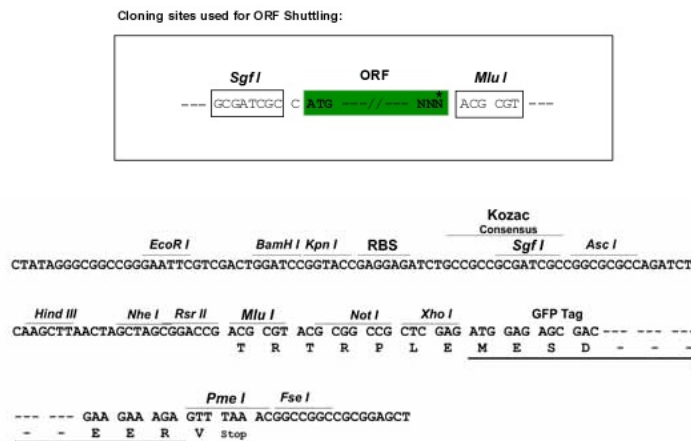 Cloning sites used for ORF Shuttling:
Sgf I ORF Mlu I
--- GCGATCGC C ATG ---//--- NNN* ACG CGT ---
Kozac
Consensus
EcoR I BamH I Kpn I RBS Sgf I Asc I
CTATAGGGCGGCCGGGAATTCGTCGACTGGATCCGGTACCGAGGAGATCTGCCGCCGCGATCGCCGGCGCGCCAGATCT
Hind III Nhe I Rsr II Mlu I Not I Xho I GFP Tag
CAAGCTTAACTAGCTAGCGGACCG ACG CGT ACG CGG CCG CTC GAG ATG GAG AGC GAC --- --- ---
T R T R P L E M E S D - - -
Pme I Fse I
--- --- GAA GAA AGA GTT TAA ACGGCCGGCCGCGGAGCT
- - E E R V Stop